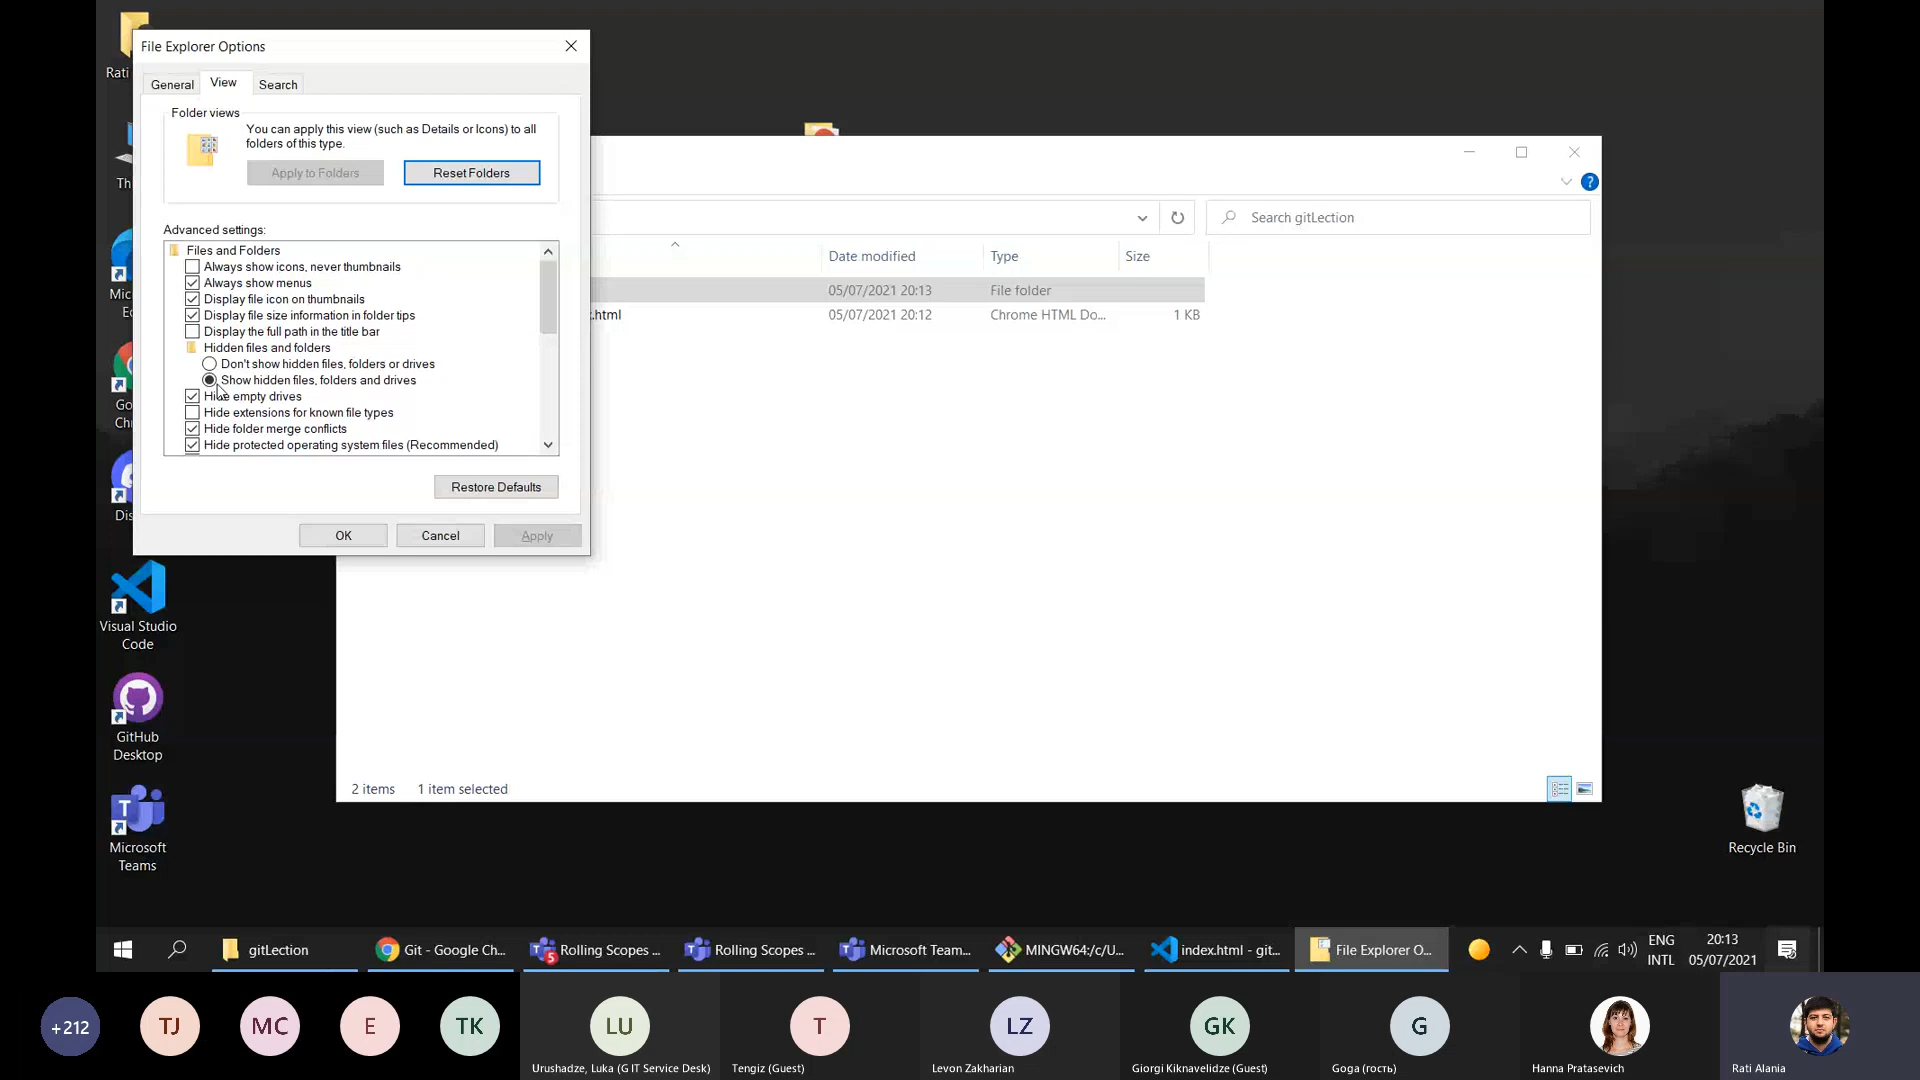 Rati
File Explorer Options
General
View
Search
Folder views
You can apply this view (such as Details or Icons) to all
folders of this type.
Apply to Folders
Reset Folders
Advanced settings:
Files and Folders
Always show icons, never thumbnails
Always show menus
Display file icon on thumbnails
Display file size information in folder tips
Display the full path in the title bar
Hidden files and folders
Don't show hidden files, folders or drives
Show hidden files, folders and drives
Hide empty drives
Hide extensions for known file types
Hide folder merge conflicts
Hide protected operating system files (Recommended)
Restore Defaults
OK
Cancel
Apply
Search gitLection
Date modified
Type
Size
05/07/2021 20:13
File folder
.html
05/07/2021 20:12
Chrome HTML Do...
1 KB
2 items
1 item selected
Th
Mic
Ec
Go
Chr
Dis
Visual Studio
Code
GitHub
Desktop
Microsoft
Teams
Recycle Bin
gitLection
Git - Google Ch...
5
Rolling Scopes ...
Rolling Scopes ...
Microsoft Team...
MINGW64:/c/U...
index.html - git...
File Explorer O...
ENG
INTL
20:13
05/07/2021
+212
TJ
MC
E
TK
LU
Urushadze, Luka (G IT Service Desk)
T
Tengiz (Guest)
LZ
Levon Zakharian
GK
Giorgi Kiknavelidze (Guest)
G
Goga (гость)
Hanna Pratasevich
Rati Alania